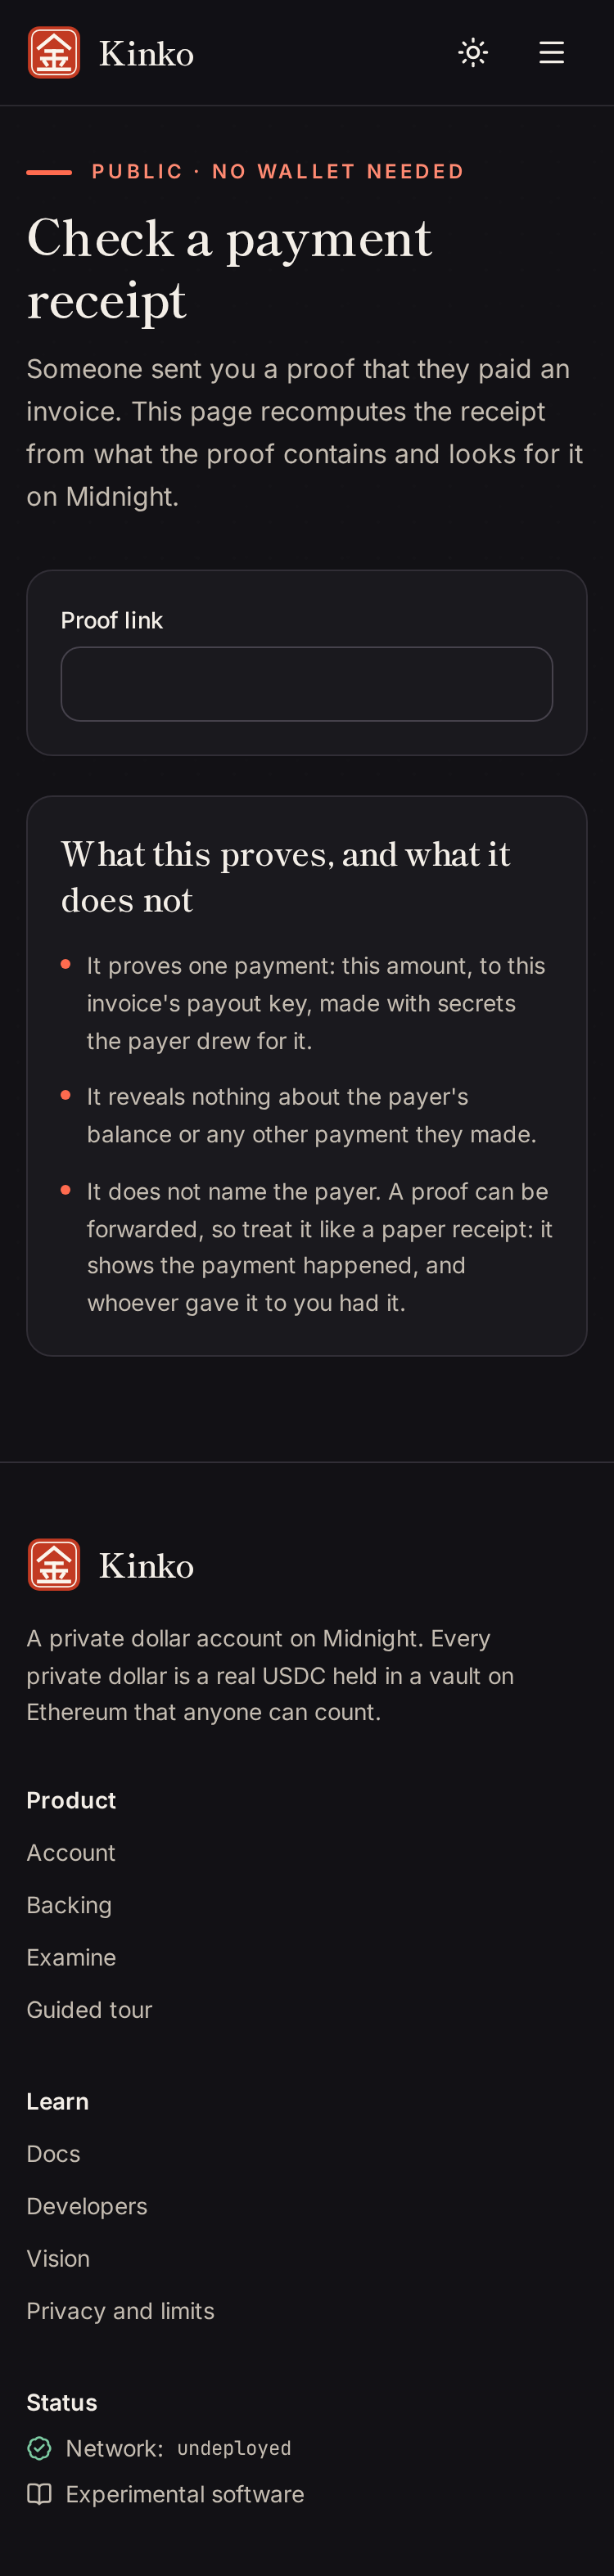 金 Kinko
PUBLIC · NO WALLET NEEDED
Check a payment
receipt
Someone sent you a proof that they paid an
invoice. This page recomputes the receipt
from what the proof contains and looks for it
on Midnight.
Proof link
What this proves, and what it
does not
It proves one payment: this amount, to this
invoice's payout key, made with secrets
the payer drew for it.
It reveals nothing about the payer's
balance or any other payment they made.
It does not name the payer. A proof can be
forwarded, so treat it like a paper receipt: it
shows the payment happened, and
whoever gave it to you had it.
金 Kinko
A private dollar account on Midnight. Every
private dollar is a real USDC held in a vault on
Ethereum that anyone can count.
Product
Account
Backing
Examine
Guided tour
Learn
Docs
Developers
Vision
Privacy and limits
Status
Network: undeployed
Experimental software